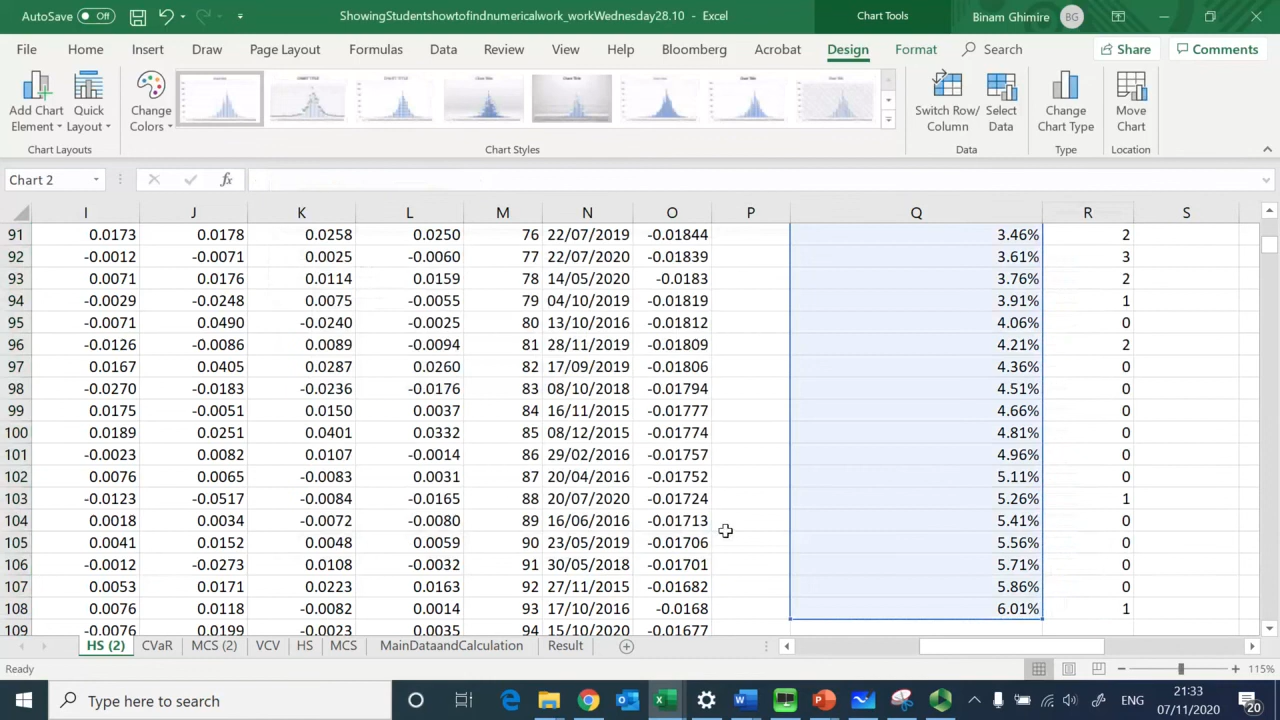 AutoSave Off ShowingStudentshowtofindnumericalwork_workWednesday28.10 - Excel Chart Tools Binam Ghimire BG
File Home Insert Draw Page Layout Formulas Data Review View Help Bloomberg Acrobat Design Format Search Share Comments
Add Chart Element Quick Layout Change Colors Switch Row/ Column Select Data Change Chart Type Move Chart
Chart Layouts Chart Styles Data Type Location
Chart 2 fx
I J K L M N O P Q R S
91 0.0173 0.0178 0.0258 0.0250 76 22/07/2019 -0.01844 3.46% 2
92 -0.0012 -0.0071 0.0025 -0.0060 77 22/07/2020 -0.01839 3.61% 3
93 0.0071 0.0176 0.0114 0.0159 78 14/05/2020 -0.0183 3.76% 2
94 -0.0029 -0.0248 0.0075 -0.0055 79 04/10/2019 -0.01819 3.91% 1
95 -0.0071 0.0490 -0.0240 -0.0025 80 13/10/2016 -0.01812 4.06% 0
96 -0.0126 -0.0086 0.0089 -0.0094 81 28/11/2019 -0.01809 4.21% 2
97 0.0167 0.0405 0.0287 0.0260 82 17/09/2019 -0.01806 4.36% 0
98 -0.0270 -0.0183 -0.0236 -0.0176 83 08/10/2018 -0.01794 4.51% 0
99 0.0175 -0.0051 0.0150 0.0037 84 16/11/2015 -0.01777 4.66% 0
100 0.0189 0.0251 0.0401 0.0332 85 08/12/2015 -0.01774 4.81% 0
101 -0.0023 0.0082 0.0107 -0.0014 86 29/02/2016 -0.01757 4.96% 0
102 0.0076 0.0065 -0.0083 0.0031 87 20/04/2016 -0.01752 5.11% 0
103 -0.0123 -0.0517 -0.0084 -0.0165 88 20/07/2020 -0.01724 5.26% 1
104 0.0018 0.0034 -0.0072 -0.0080 89 16/06/2016 -0.01713 5.41% 0
105 0.0041 0.0152 0.0048 0.0059 90 23/05/2019 -0.01706 5.56% 0
106 -0.0012 -0.0273 0.0108 -0.0032 91 30/05/2018 -0.01701 5.71% 0
107 0.0053 0.0171 0.0223 0.0163 92 27/11/2015 -0.01682 5.86% 0
108 0.0076 0.0118 -0.0082 0.0014 93 17/10/2016 -0.0168 6.01% 1
109 -0.0076 0.0199 -0.0023 0.0035 94 15/10/2020 -0.01677
HS (2) CVaR MCS (2) VCV HS MCS MainDataandCalculation Result
Ready 115%
Type here to search ENG 21:33 07/11/2020 20